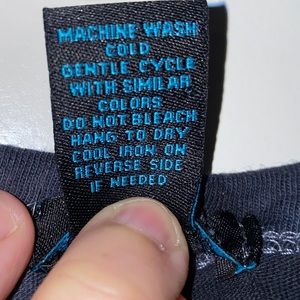 MACHINE WASH
COLD
GENTLE CYCLE
WITH SIMILAR
COLORS
DO NOT BLEACH
HANG TO DRY
COOL IRON ON
REVERSE SIDE
IF NEEDED